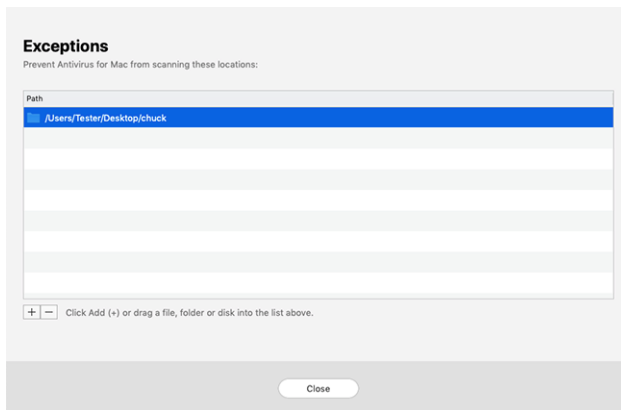 Exceptions
Prevent Antivirus for Mac from scanning these locations:
Path
/Users/Tester/Desktop/chuck
+ − Click Add (+) or drag a file, folder or disk into the list above.
Close